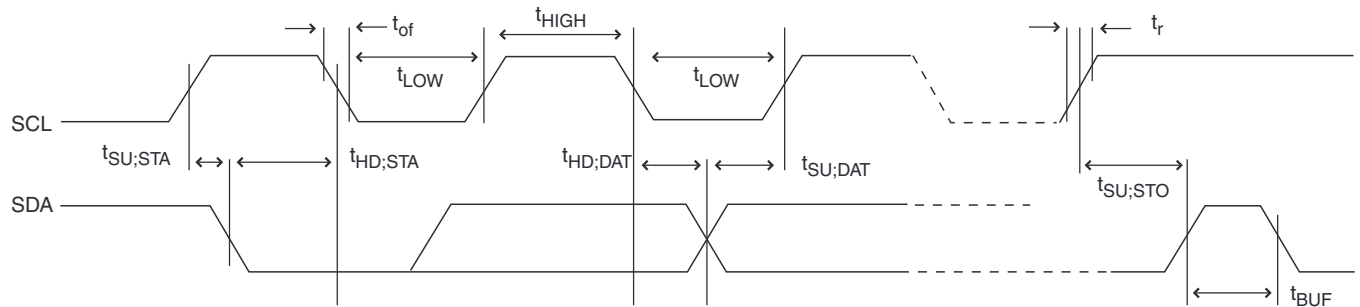 t_of
t_HIGH
t_r
t_LOW
t_LOW
SCL
t_SU;STA
t_HD;STA
t_HD;DAT
t_SU;DAT
t_SU;STO
SDA
t_BUF